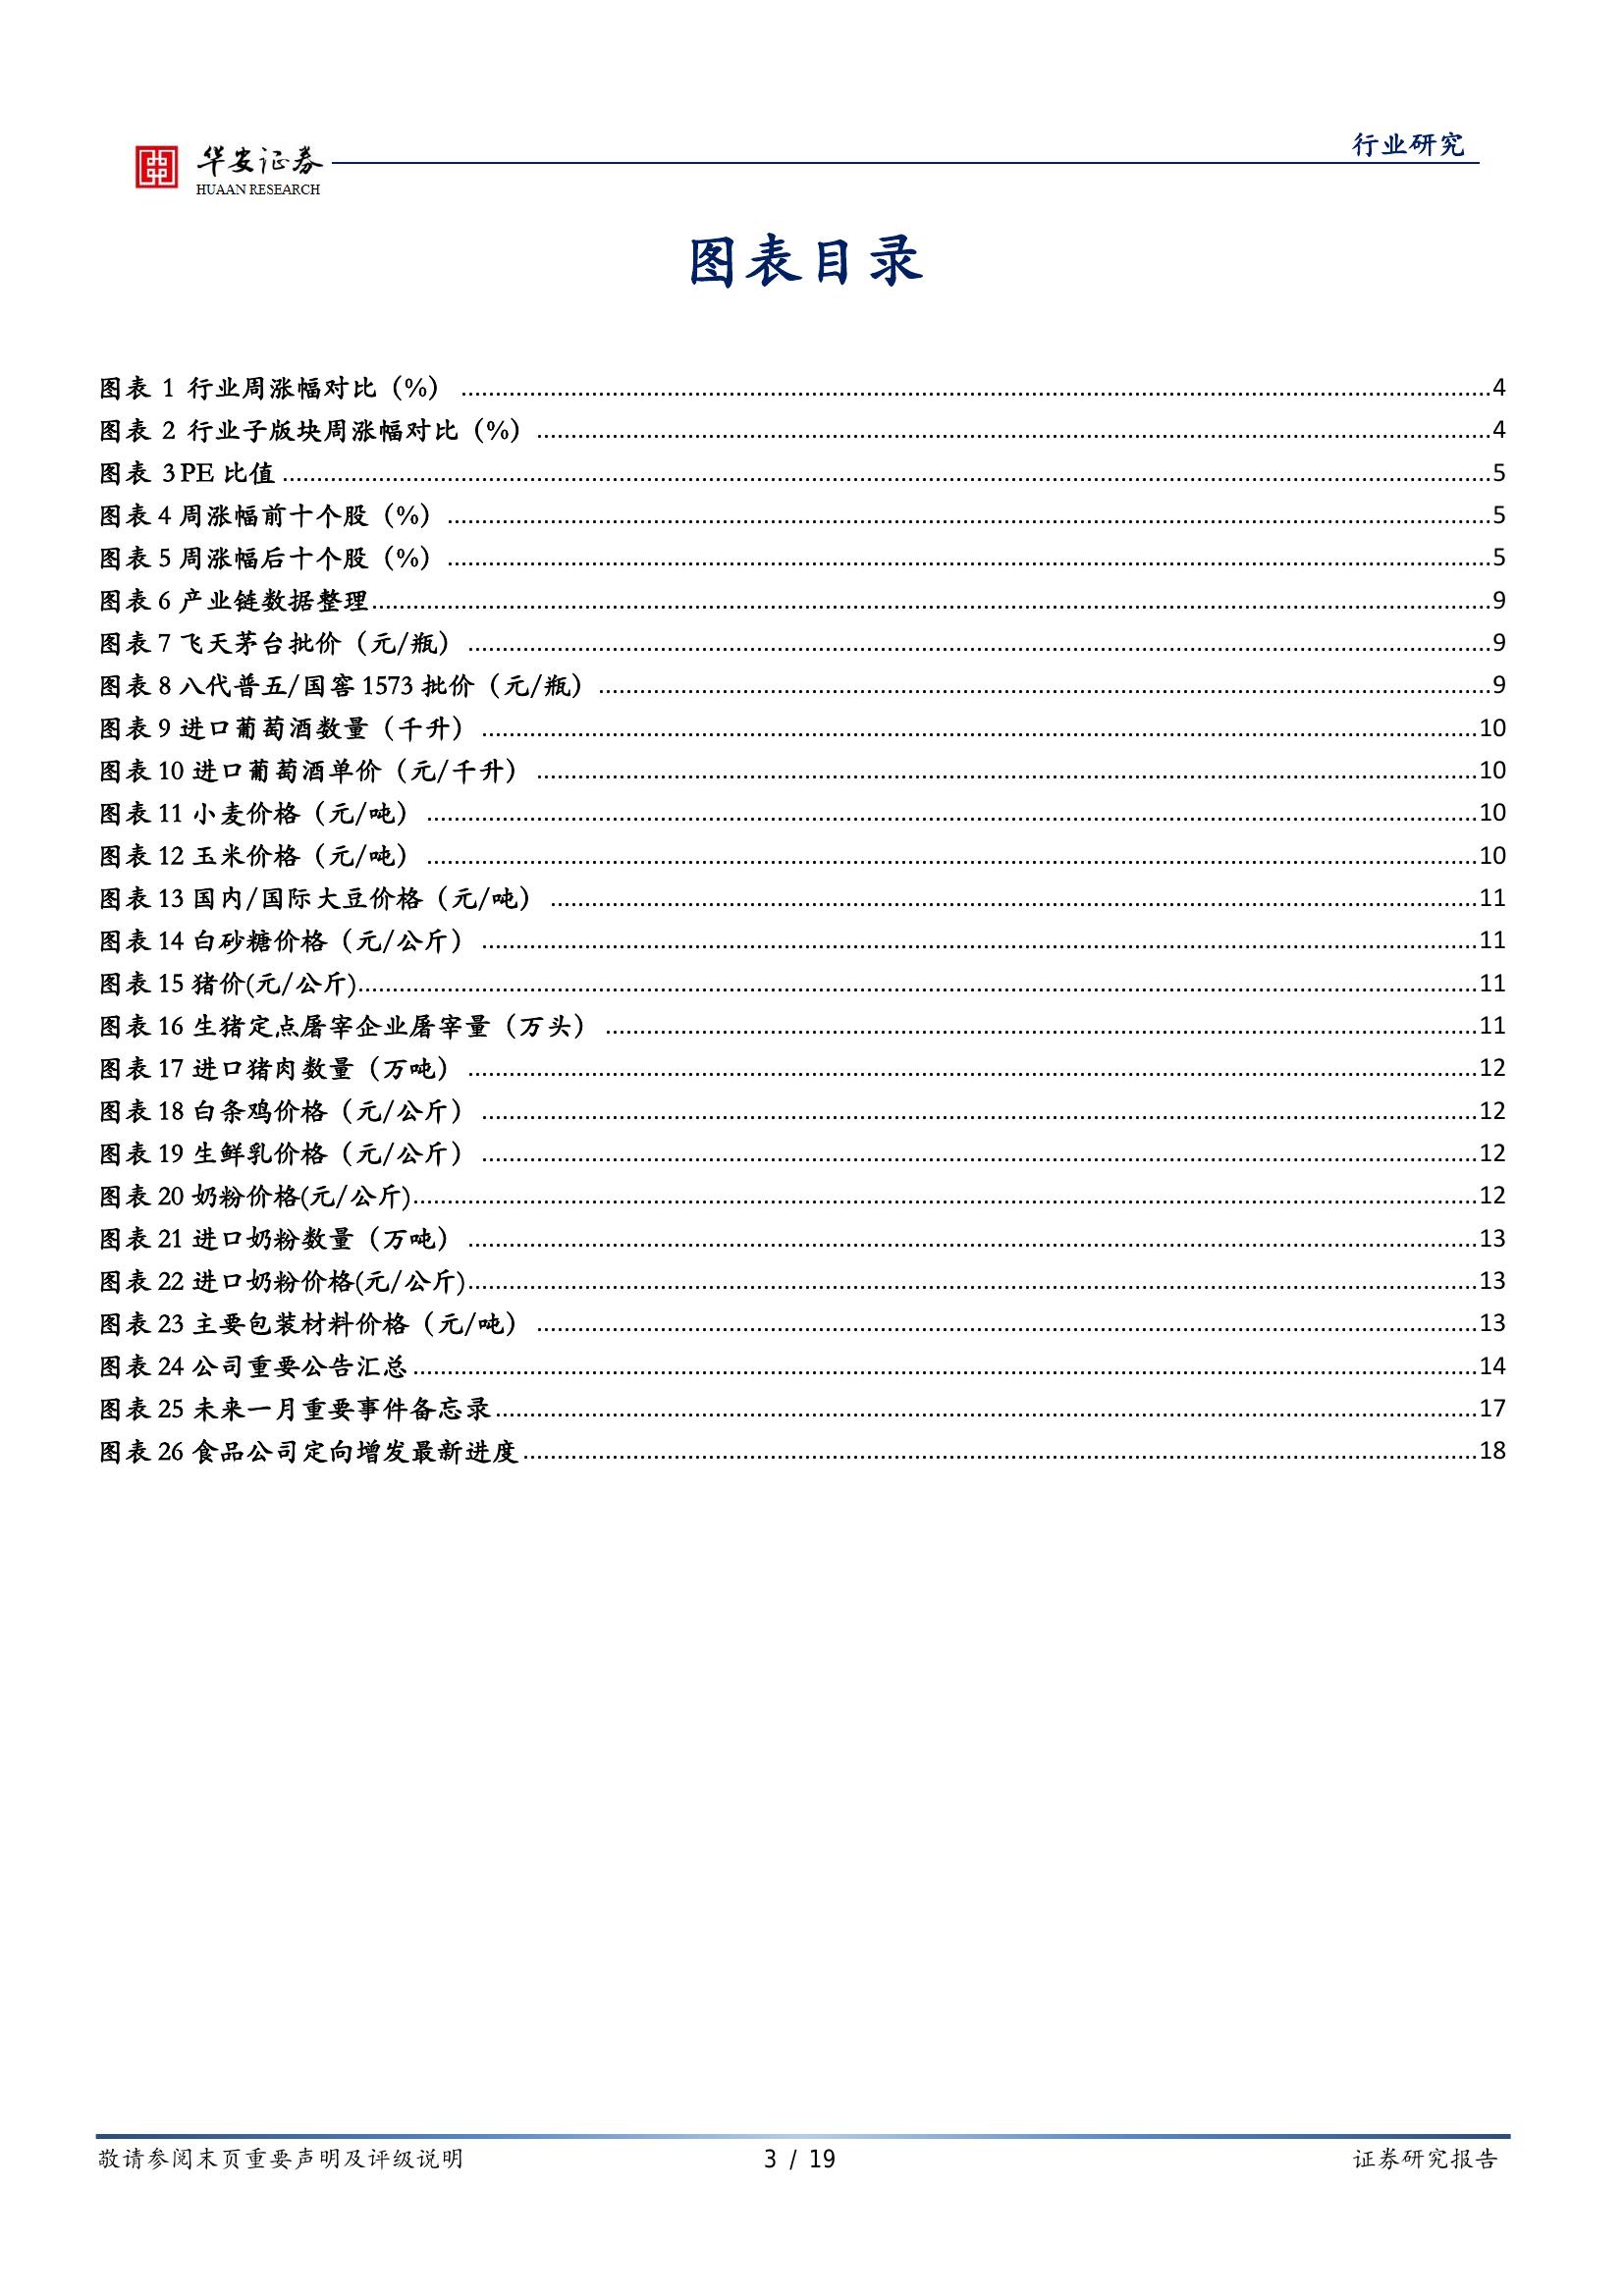 行业研究
华安证券
HUAAN RESEARCH
图表目录
图表 1 行业周涨幅对比（%） 4
图表 2 行业子版块周涨幅对比（%） 4
图表 3 PE 比值 5
图表 4 周涨幅前十个股（%） 5
图表 5 周涨幅后十个股（%） 5
图表 6 产业链数据整理 9
图表 7 飞天茅台批价（元/瓶） 9
图表 8 八代普五/国窖 1573 批价（元/瓶） 9
图表 9 进口葡萄酒数量（千升） 10
图表 10 进口葡萄酒单价（元/千升） 10
图表 11 小麦价格（元/吨） 10
图表 12 玉米价格（元/吨） 10
图表 13 国内/国际大豆价格（元/吨） 11
图表 14 白砂糖价格（元/公斤） 11
图表 15 猪价(元/公斤) 11
图表 16 生猪定点屠宰企业屠宰量（万头） 11
图表 17 进口猪肉数量（万吨） 12
图表 18 白条鸡价格（元/公斤） 12
图表 19 生鲜乳价格（元/公斤） 12
图表 20 奶粉价格(元/公斤) 12
图表 21 进口奶粉数量（万吨） 13
图表 22 进口奶粉价格(元/公斤) 13
图表 23 主要包装材料价格（元/吨） 13
图表 24 公司重要公告汇总 14
图表 25 未来一月重要事件备忘录 17
图表 26 食品公司定向增发最新进度 18
敬请参阅末页重要声明及评级说明 3 / 19 证券研究报告